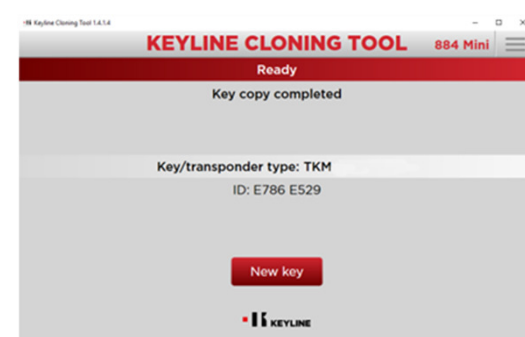 Keyline Cloning Tool 1.4.1.4
KEYLINE CLONING TOOL 884 Mini
Ready
Key copy completed
Key/transponder type: TKM
ID: E786 E529
New key
KEYLINE